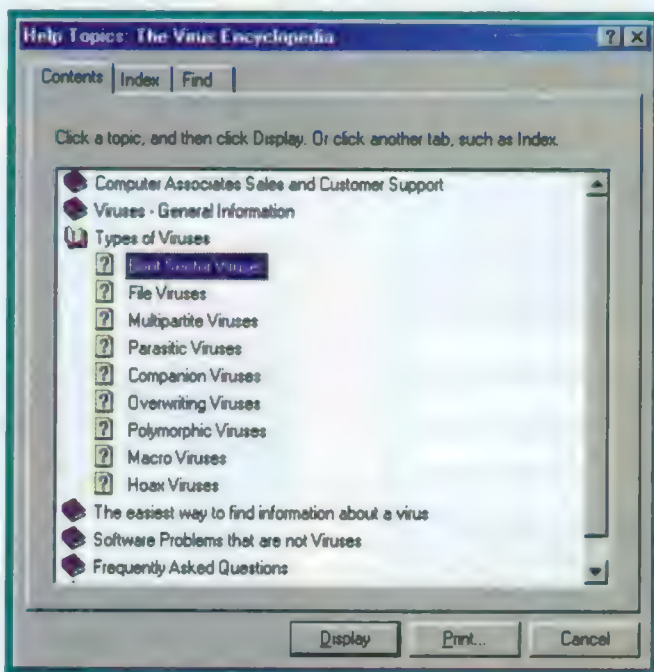 Help Topics: The Virus Encyclopedia
Contents Index Find
Click a topic, and then click Display. Or click another tab, such as Index.
Computer Associates Sales and Customer Support
Viruses - General Information
Types of Viruses
Boot Sector Viruses
File Viruses
Multipartite Viruses
Parasitic Viruses
Companion Viruses
Overwriting Viruses
Polymorphic Viruses
Macro Viruses
Hoax Viruses
The easiest way to find information about a virus
Software Problems that are not Viruses
Frequently Asked Questions
Display Print... Cancel